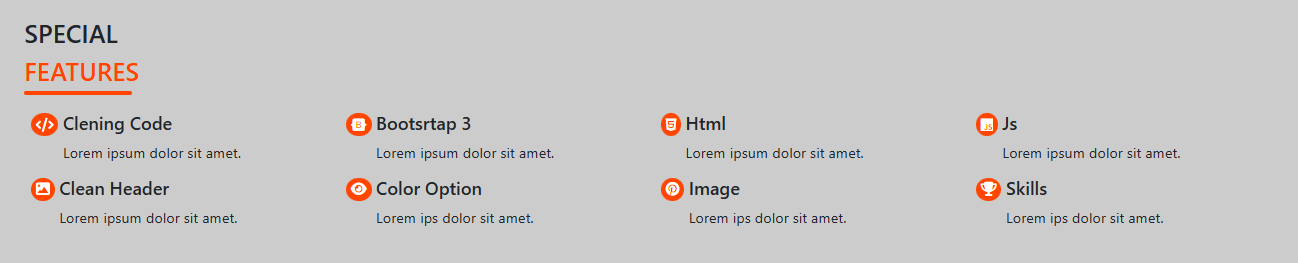 SPECIAL
FEATURES
Clening Code
Lorem ipsum dolor sit amet.
Bootsrtap 3
Lorem ipsum dolor sit amet.
Html
Lorem ipsum dolor sit amet.
Js
Lorem ipsum dolor sit amet.
Clean Header
Lorem ipsum dolor sit amet.
Color Option
Lorem ips dolor sit amet.
Image
Lorem ips dolor sit amet.
Skills
Lorem ips dolor sit amet.